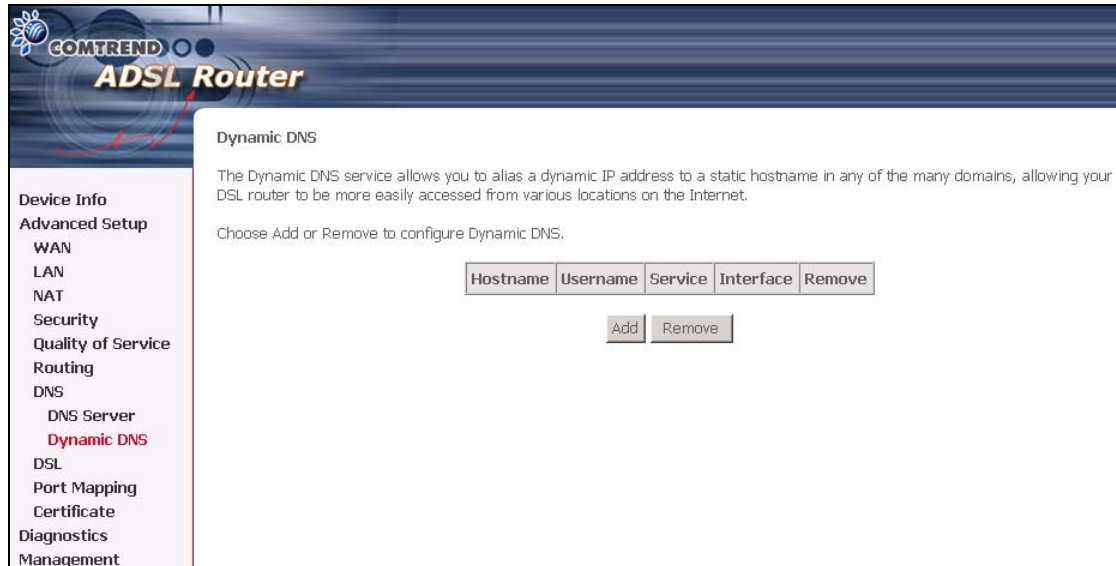 COMTREND
ADSL Router
Dynamic DNS
The Dynamic DNS service allows you to alias a dynamic IP address to a static hostname in any of the many domains, allowing your
DSL router to be more easily accessed from various locations on the Internet.
Choose Add or Remove to configure Dynamic DNS.
Hostname Username Service Interface Remove
Add Remove
Device Info
Advanced Setup
WAN
LAN
NAT
Security
Quality of Service
Routing
DNS
DNS Server
Dynamic DNS
DSL
Port Mapping
Certificate
Diagnostics
Management